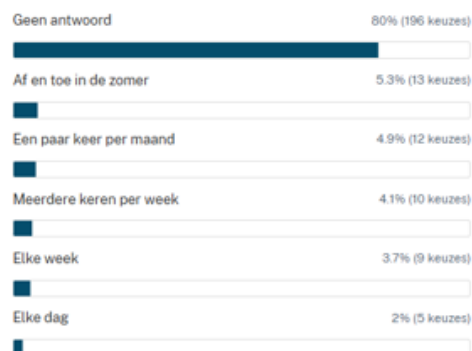 Geen antwoord 80% (196 keuzes)
Af en toe in de zomer 5.3% (13 keuzes)
Een paar keer per maand 4.9% (12 keuzes)
Meerdere keren per week 4.1% (10 keuzes)
Elke week 3.7% (9 keuzes)
Elke dag 2% (5 keuzes)